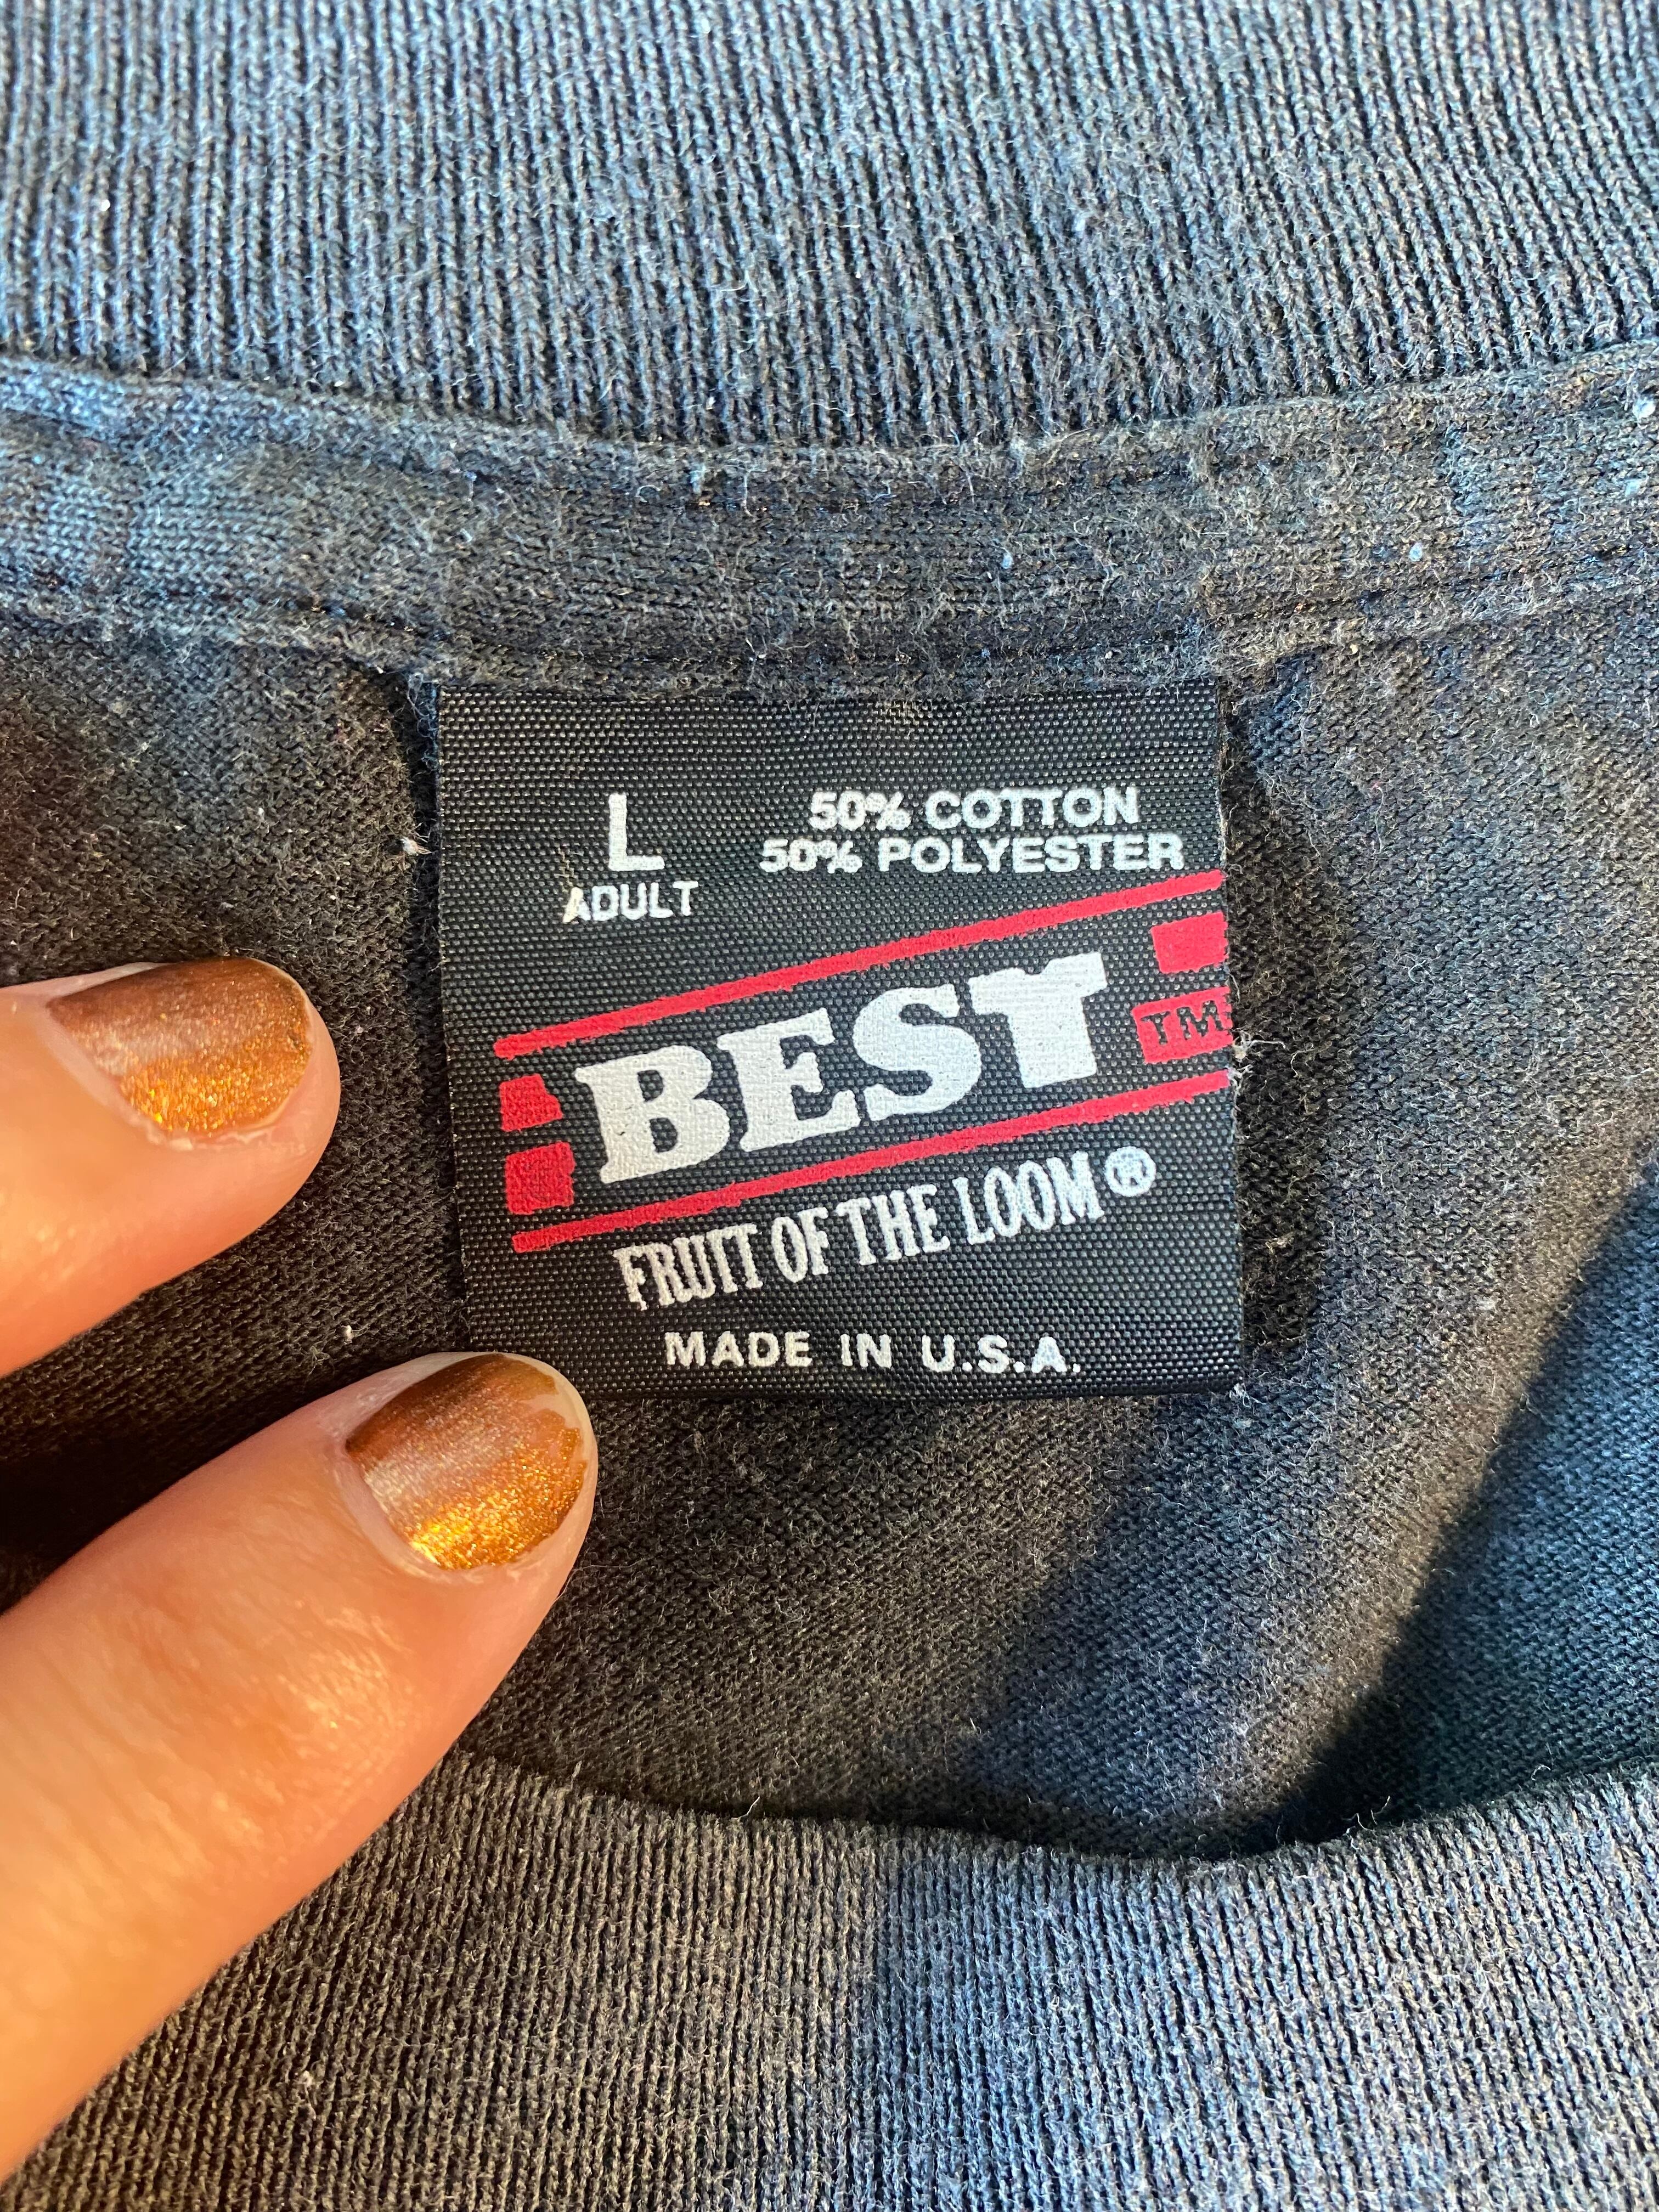 L
ADULT
50% COTTON
50% POLYESTER
BEST
TM
FRUIT OF THE LOOM®
MADE IN U.S.A.